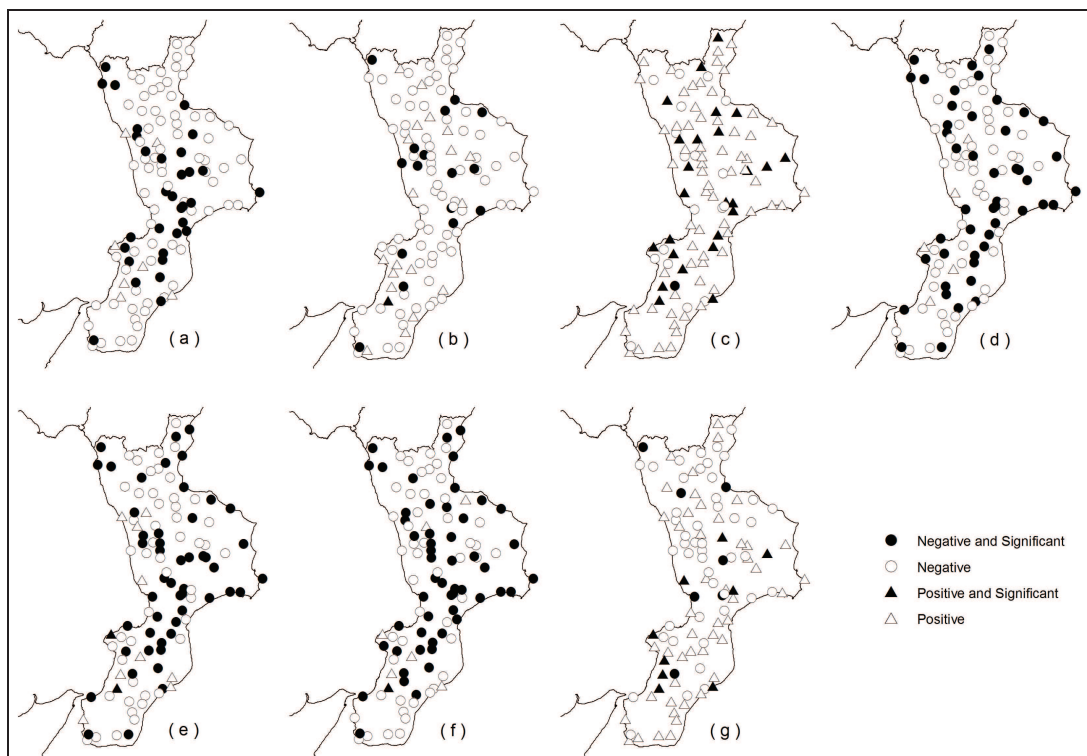 ( a )
( b )
( c )
( d )
( e )
( f )
( g )
Negative and Significant
Negative
Positive and Significant
Positive